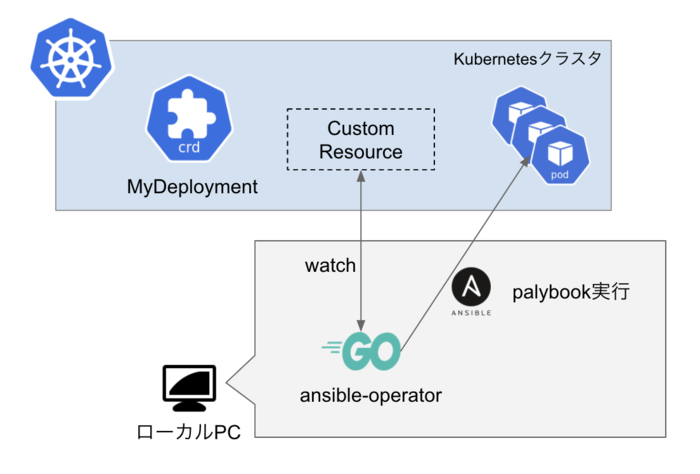 Kubernetesクラスタ
crd
MyDeployment
Custom
Resource
pod
watch
ANSIBLE
palybook実行
GO
ansible-operator
ローカルPC